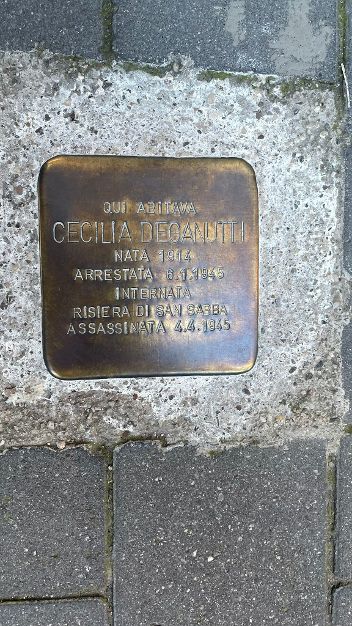 QUI ABITAVA
CECILIA DEGANUTTI
NATA 1914
ARRESTATA 6.1.1945
INTERNATA
RISIERA DI SAN SABBA
ASSASSINATA 4.4.1945